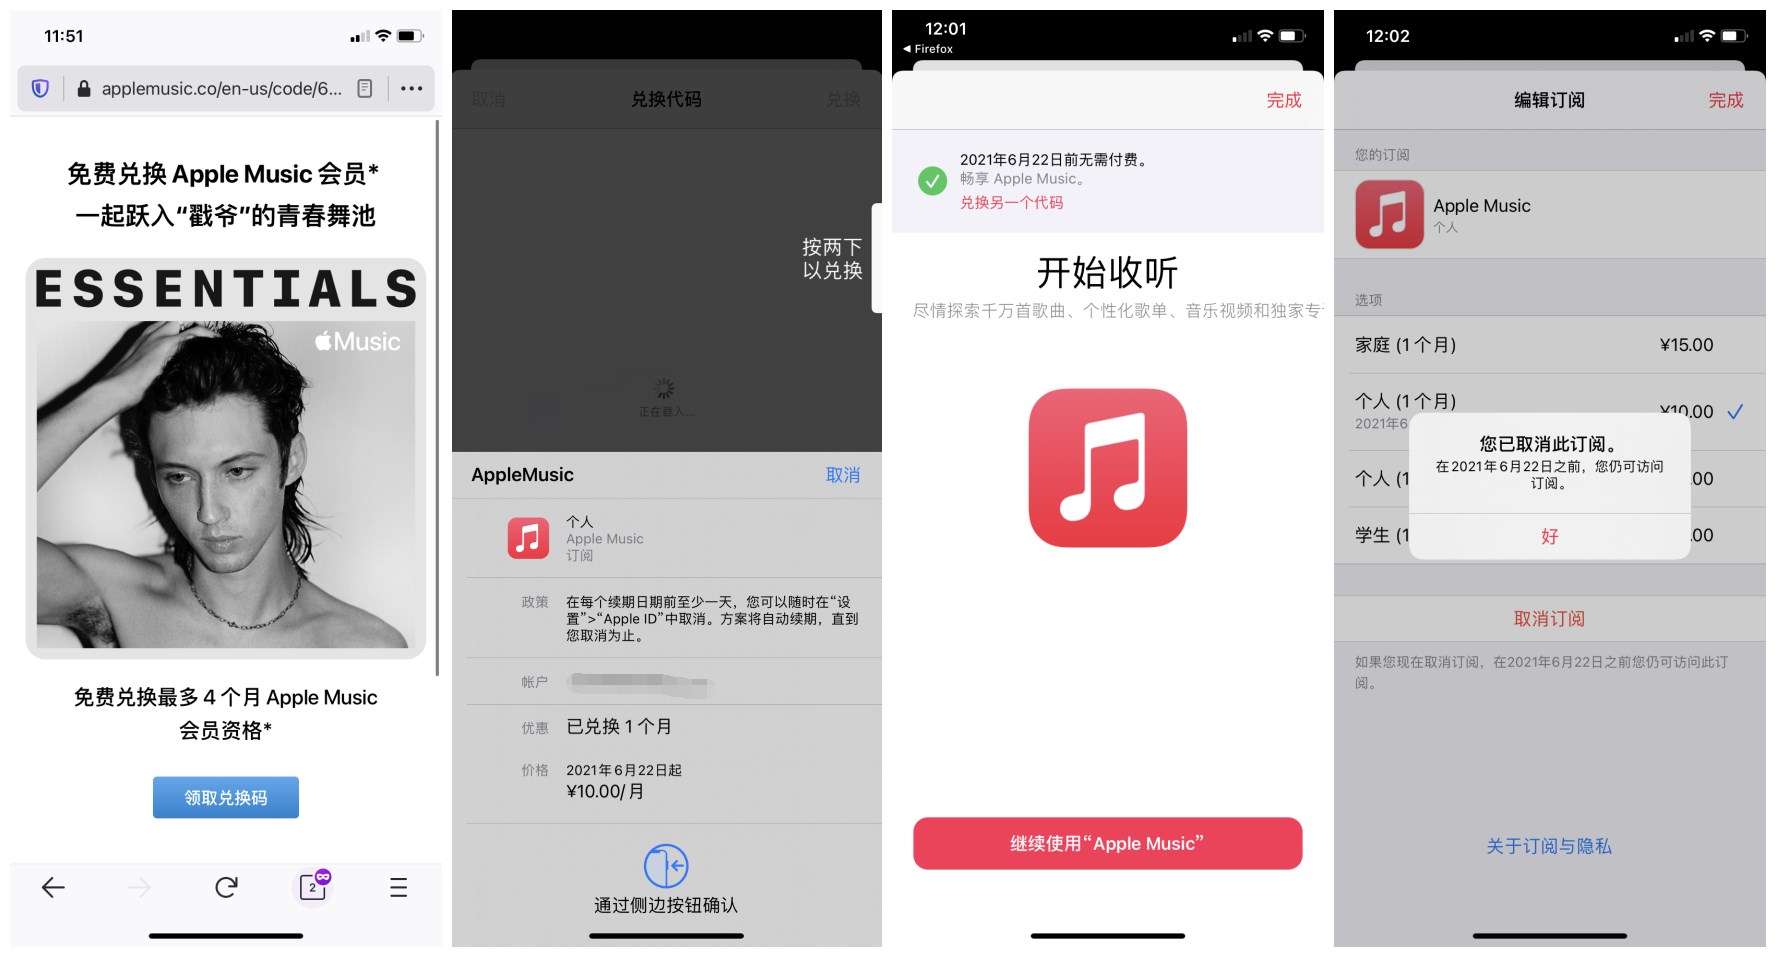 11:51
applemusic.co/en-us/code/6...
免费兑换 Apple Music 会员*
一起跃入“戳爷”的青春舞池
ESSENTIALS
Music
免费兑换最多 4 个月 Apple Music
会员资格*
领取兑换码
2
取消
兑换代码
兑换
按两下
以兑换
正在载入...
AppleMusic
取消
个人
Apple Music
订阅
政策
在每个续期日期前至少一天，您可以随时在“设
置”>“Apple ID”中取消。方案将自动续期，直到
您取消为止。
帐户
优惠
已兑换 1 个月
价格
2021年6月22日起
¥10.00/月
通过侧边按钮确认
12:01
Firefox
完成
2021年6月22日前无需付费。
畅享 Apple Music。
兑换另一个代码
开始收听
尽情探索千万首歌曲、个性化歌单、音乐视频和独家专
继续使用“Apple Music”
12:02
编辑订阅
完成
您的订阅
Apple Music
个人
选项
家庭 (1 个月)
¥15.00
个人 (1 个月)
¥10.00
2021年6
您已取消此订阅。
在2021年6月22日之前，您仍可访问
订阅。
好
个人 (1
.00
学生 (1
.00
取消订阅
如果您现在取消订阅，在2021年6月22日之前您仍可访问此订
阅。
关于订阅与隐私